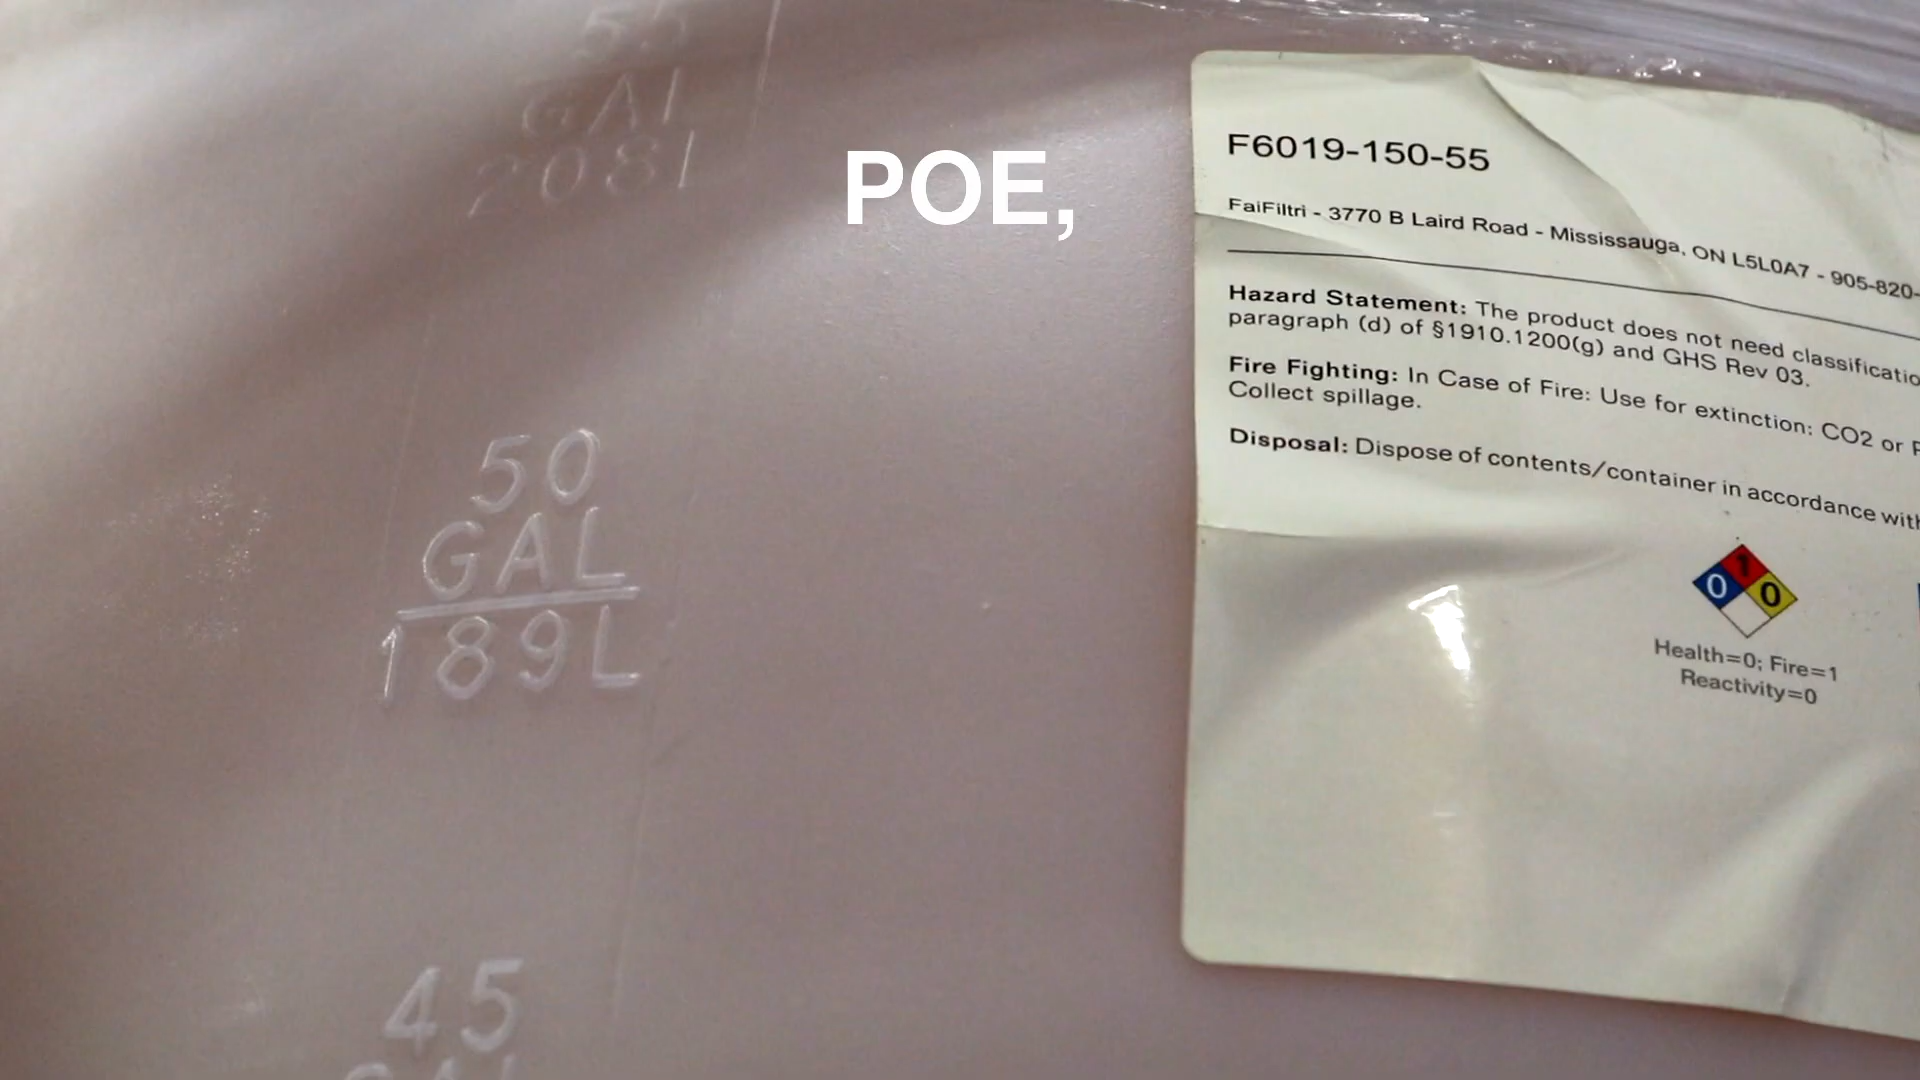 55
GAL
208L
POE,
50
GAL
189L
45
GAL
F6019-150-55
FaiFiltri - 3770 B Laird Road - Mississauga, ON L5L0A7 - 905-820-
Hazard Statement: The product does not need classificatio
paragraph (d) of §1910.1200(g) and GHS Rev 03.
Fire Fighting: In Case of Fire: Use for extinction: CO2 or
Collect spillage.
Disposal: Dispose of contents/container in accordance with
1
0 0
Health=0; Fire=1
Reactivity=0